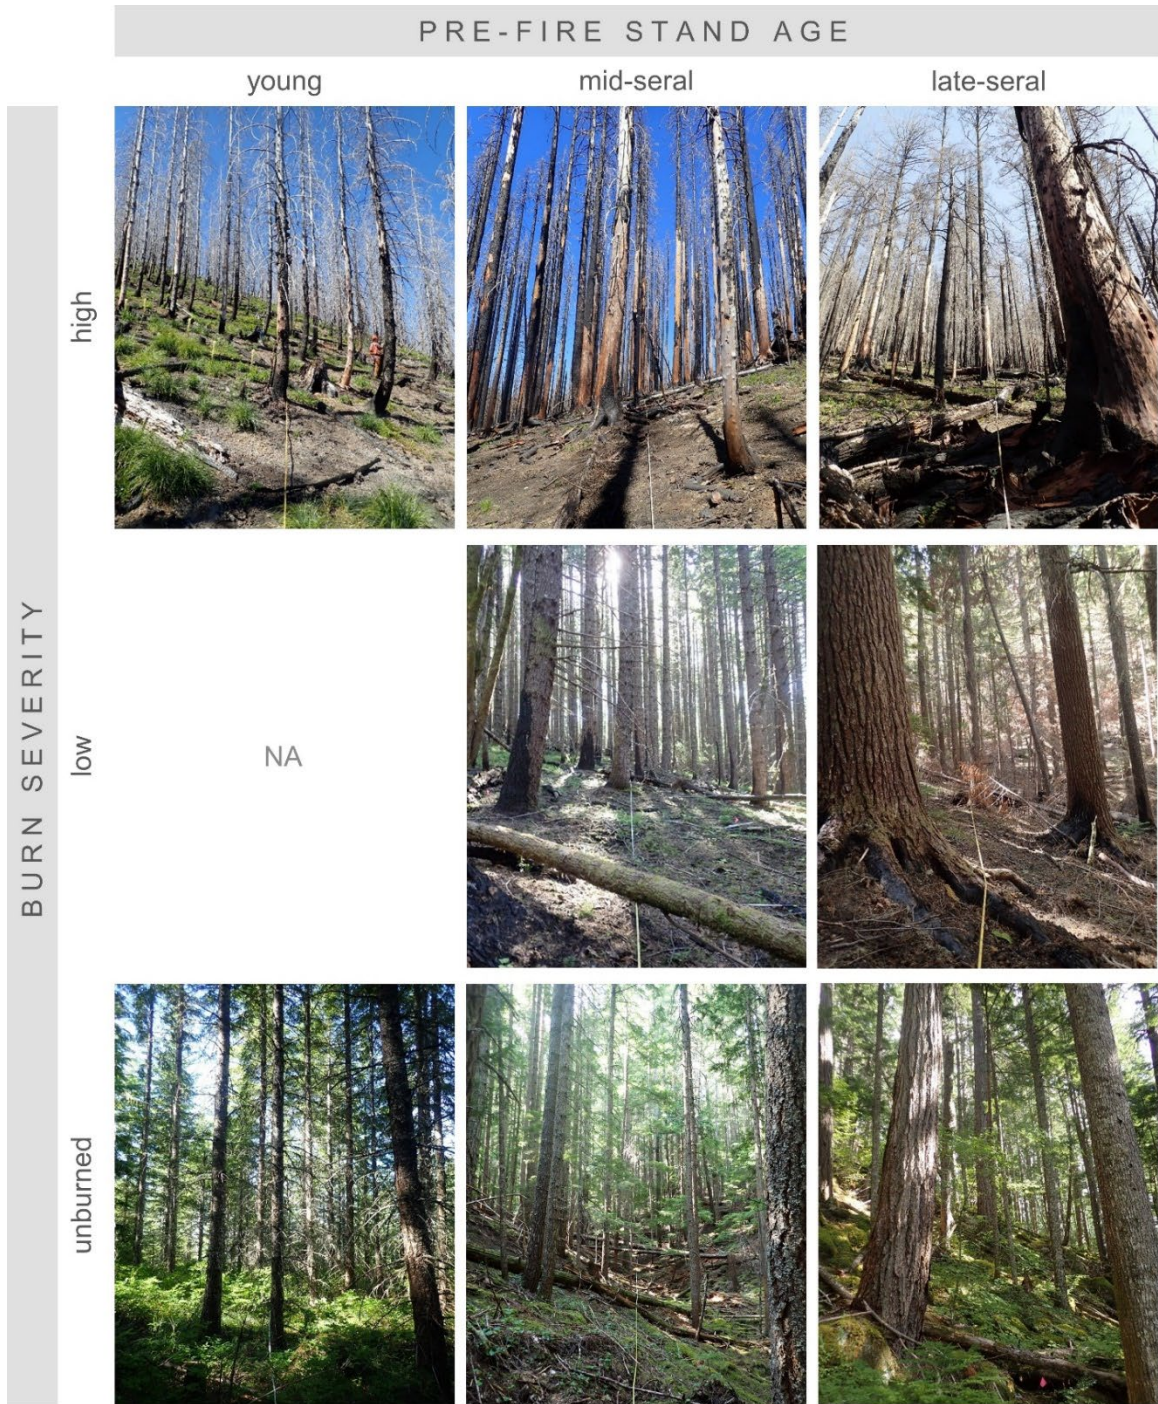 PRE-FIRE STAND AGE
young mid-seral late-seral
BURN SEVERITY
high
low
NA
unburned